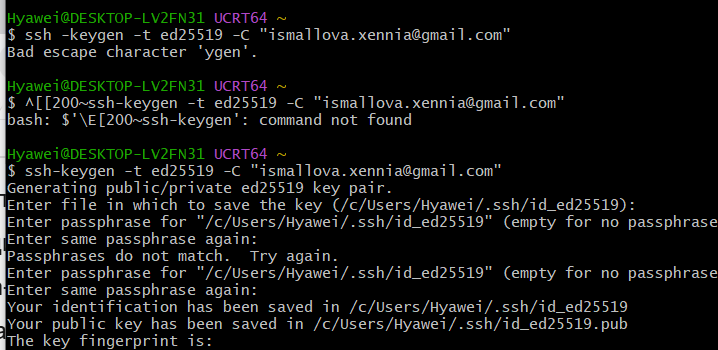 Hyawei@DESKTOP-LV2FN31 UCRT64 ~
$ ssh -keygen -t ed25519 -C "ismallova.xennia@gmail.com"
Bad escape character 'ygen'.
Hyawei@DESKTOP-LV2FN31 UCRT64 ~
$ ^[[200~ssh-keygen -t ed25519 -C "ismallova.xennia@gmail.com"
bash: $'\E[200~ssh-keygen': command not found
Hyawei@DESKTOP-LV2FN31 UCRT64 ~
$ ssh-keygen -t ed25519 -C "ismallova.xennia@gmail.com"
Generating public/private ed25519 key pair.
Enter file in which to save the key (/c/Users/Hyawei/.ssh/id_ed25519):
Enter passphrase for "/c/Users/Hyawei/.ssh/id_ed25519" (empty for no passphrase
Enter same passphrase again:
Passphrases do not match.  Try again.
Enter passphrase for "/c/Users/Hyawei/.ssh/id_ed25519" (empty for no passphrase
Enter same passphrase again:
Your identification has been saved in /c/Users/Hyawei/.ssh/id_ed25519
Your public key has been saved in /c/Users/Hyawei/.ssh/id_ed25519.pub
The key fingerprint is: